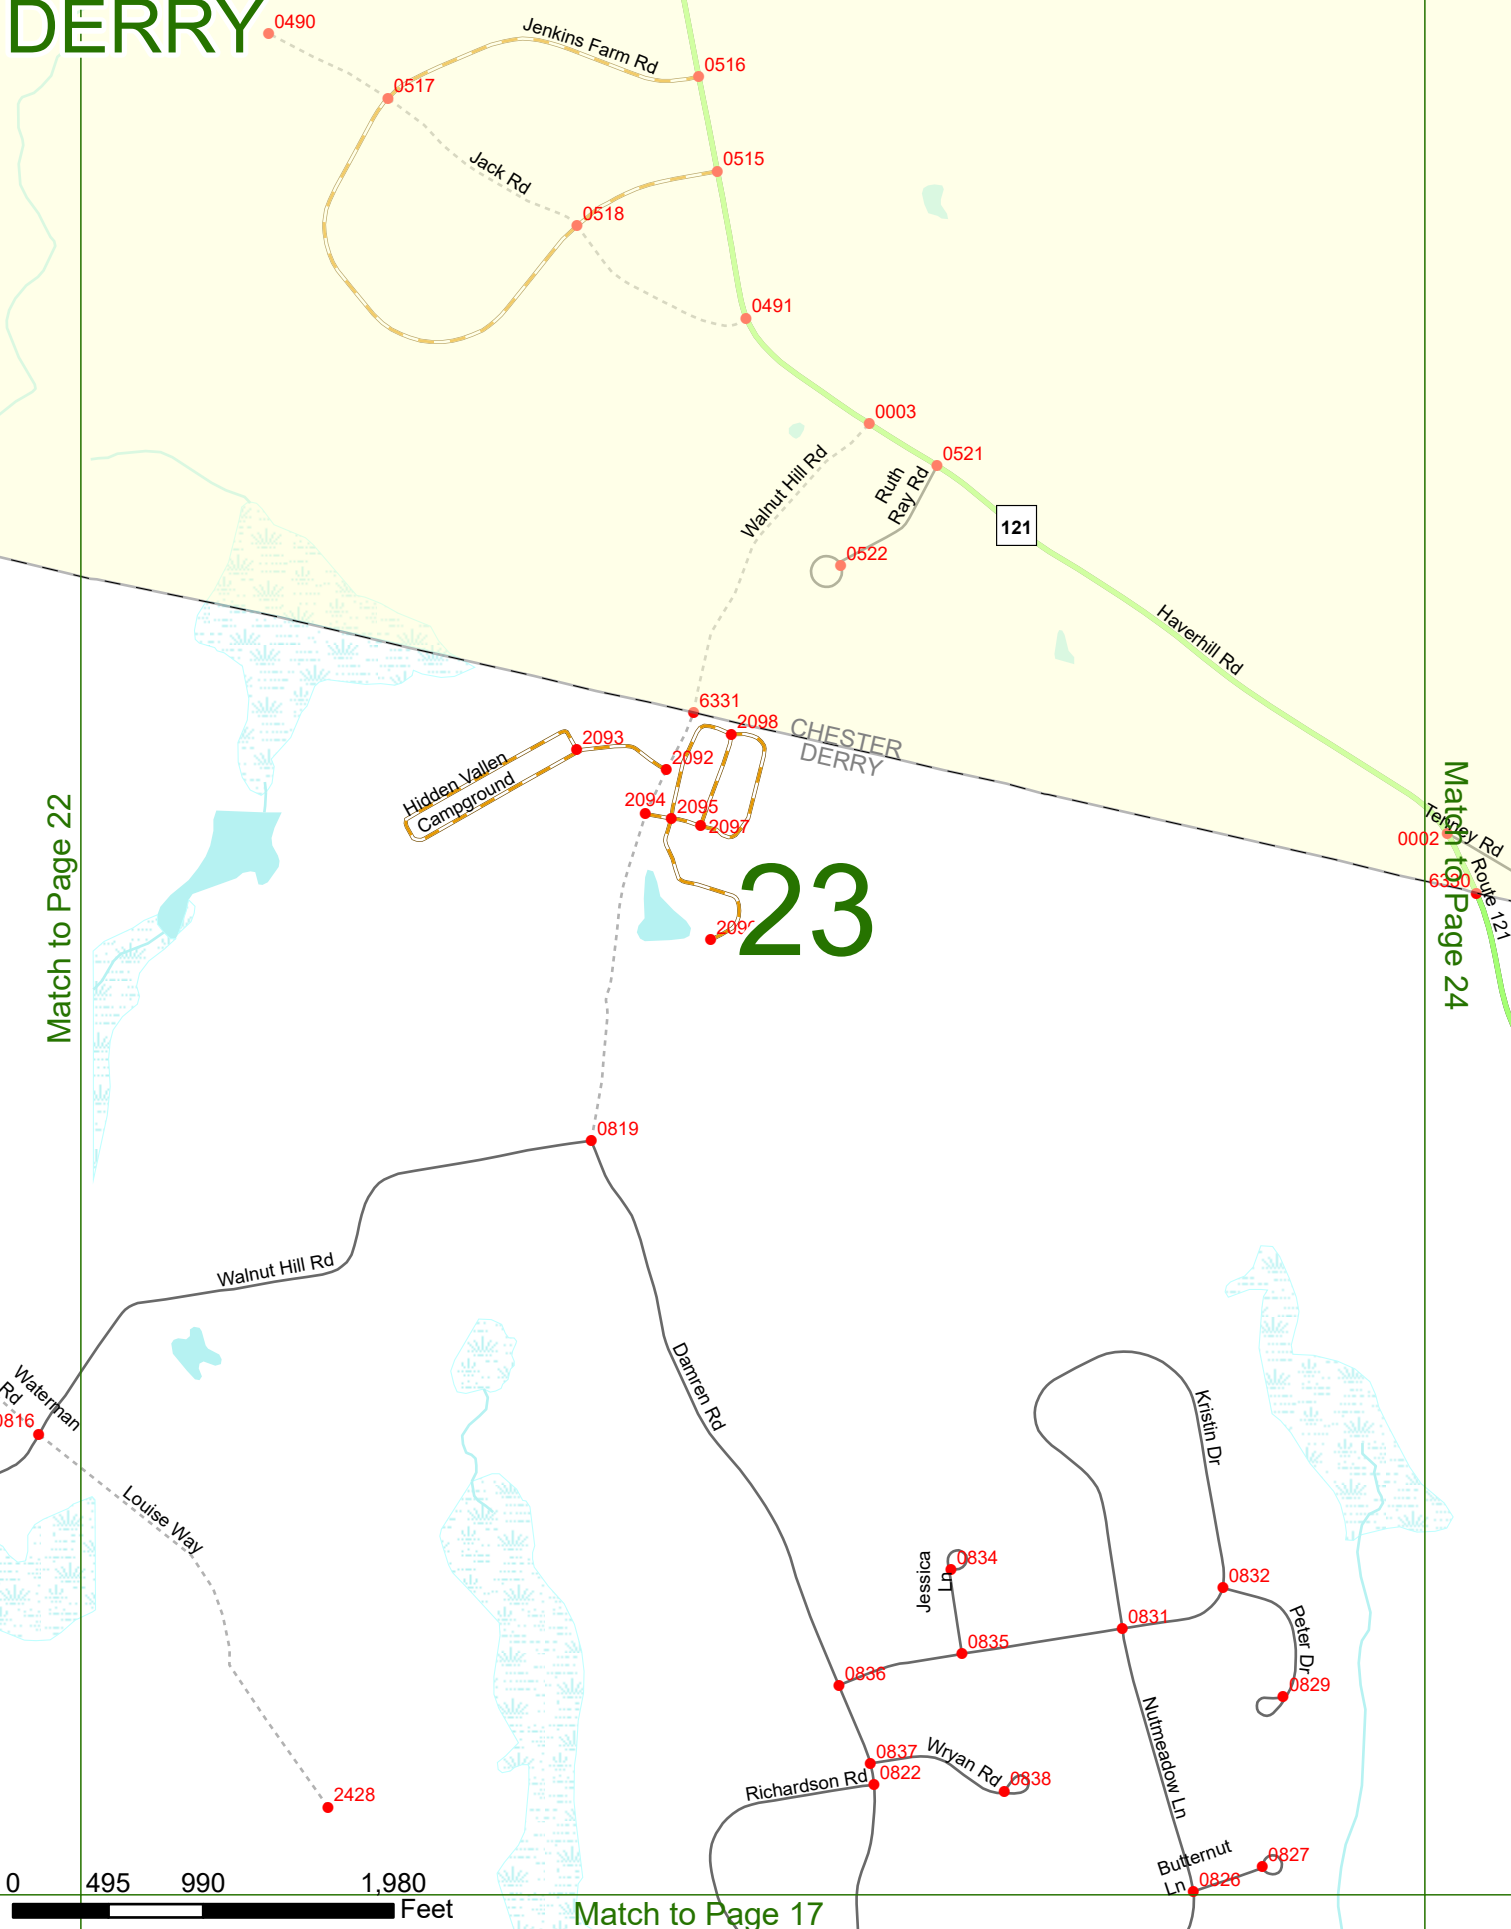 DERRY
0490
Jenkins Farm Rd
0516
0517
Jack Rd
0515
0518
0491
0003
Walnut Hill Rd
Ruth
Ray Rd
0521
121
0522
Haverhill Rd
6331
2098
CHESTER
DERRY
2093
2092
Hidden Vallen
Campground
2094
2095
2097
Match to Page 22
23
Match to Page 24
Tenney Rd
0002
6330
Route 121
0819
Walnut Hill Rd
Waterman
Rd
0816
Louise Way
Damren Rd
Kristin Dr
Jessica
Ln
0834
0832
0831
0835
Peter Dr
0836
0829
Nutmeadow Ln
0837
Wryan Rd
0822
Richardson Rd
0838
2428
Butternut
Ln
0827
0826
0 495 990 1,980
Feet
Match to Page 17